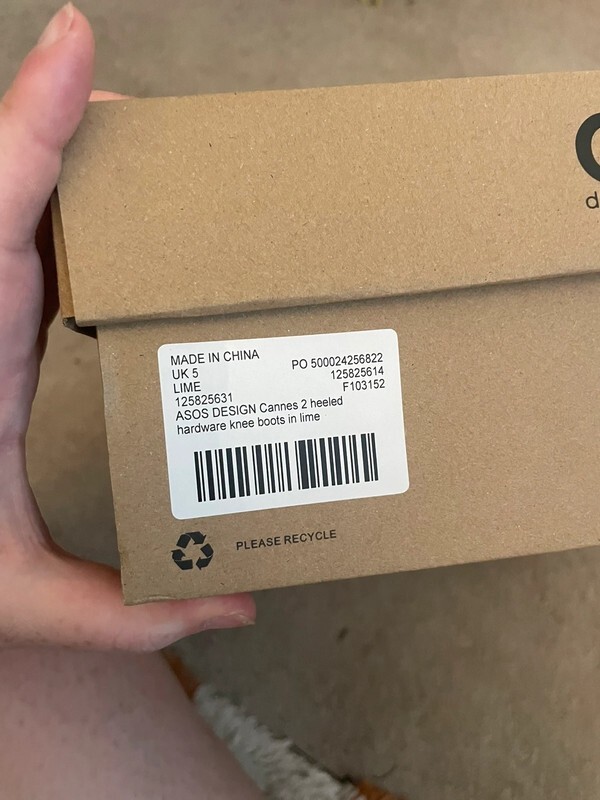 MADE IN CHINA
UK 5
LIME
125825631
PO 500024256822
125825614
F103152
ASOS DESIGN Cannes 2 heeled
hardware knee boots in lime
PLEASE RECYCLE